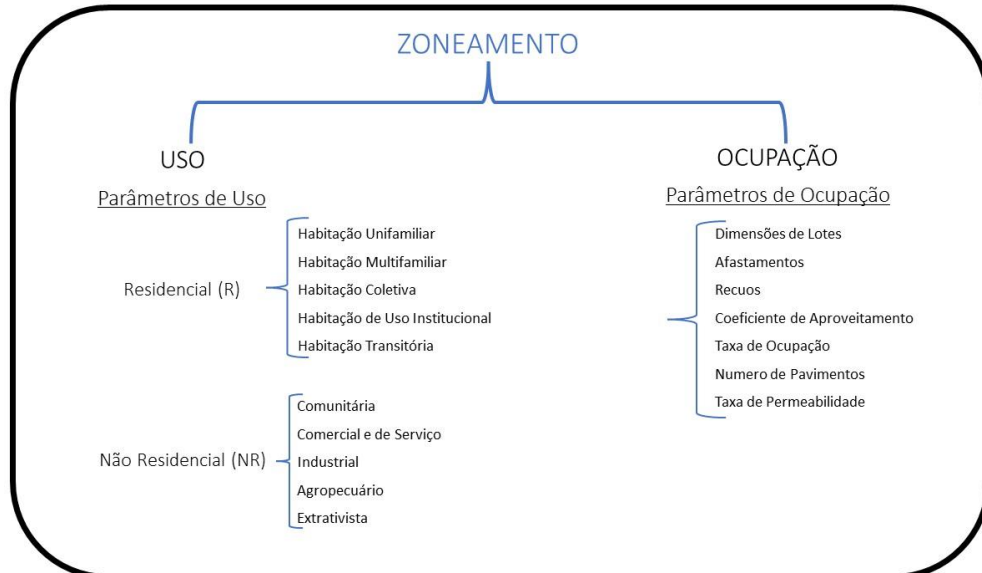 ZONEAMENTO
USO
Parâmetros de Uso
Residencial (R)
Habitação Unifamiliar
Habitação Multifamiliar
Habitação Coletiva
Habitação de Uso Institucional
Habitação Transitória
Não Residencial (NR)
Comunitária
Comercial e de Serviço
Industrial
Agropecuário
Extrativista
OCUPAÇÃO
Parâmetros de Ocupação
Dimensões de Lotes
Afastamentos
Recuos
Coeficiente de Aproveitamento
Taxa de Ocupação
Numero de Pavimentos
Taxa de Permeabilidade